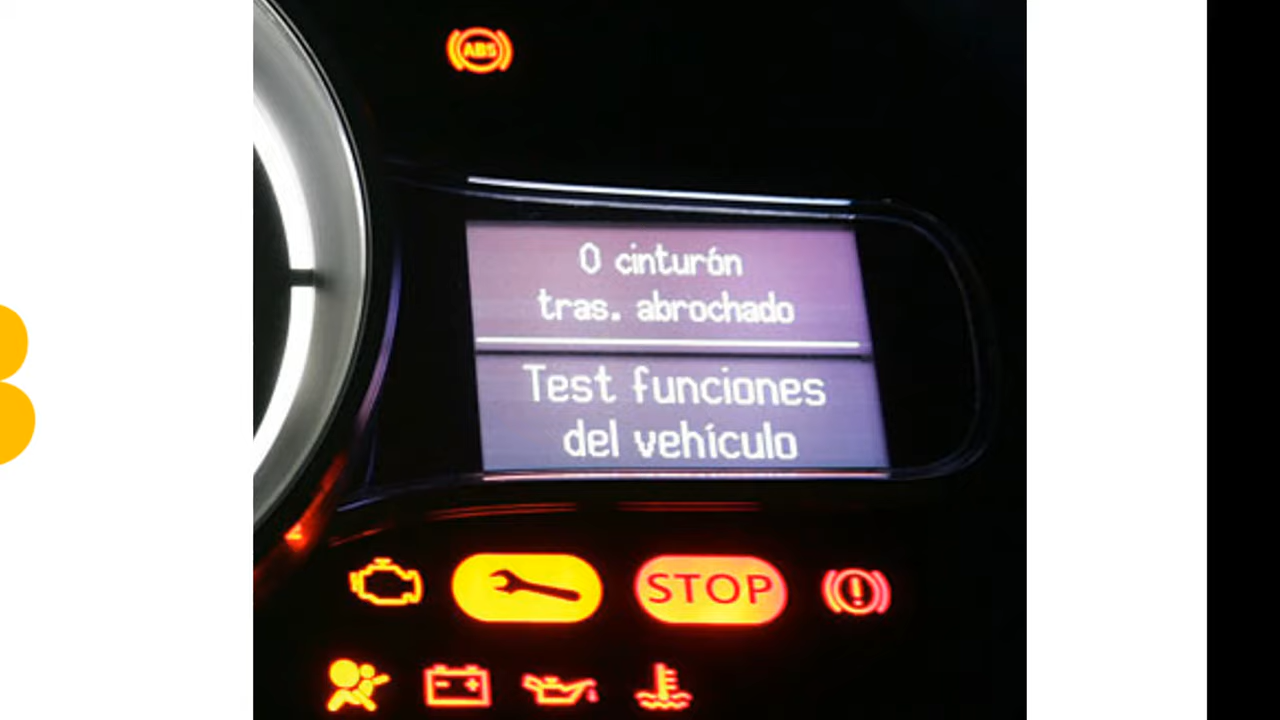 ABS
0 cinturón
tras. abrochado
Test funciones
del vehículo
STOP